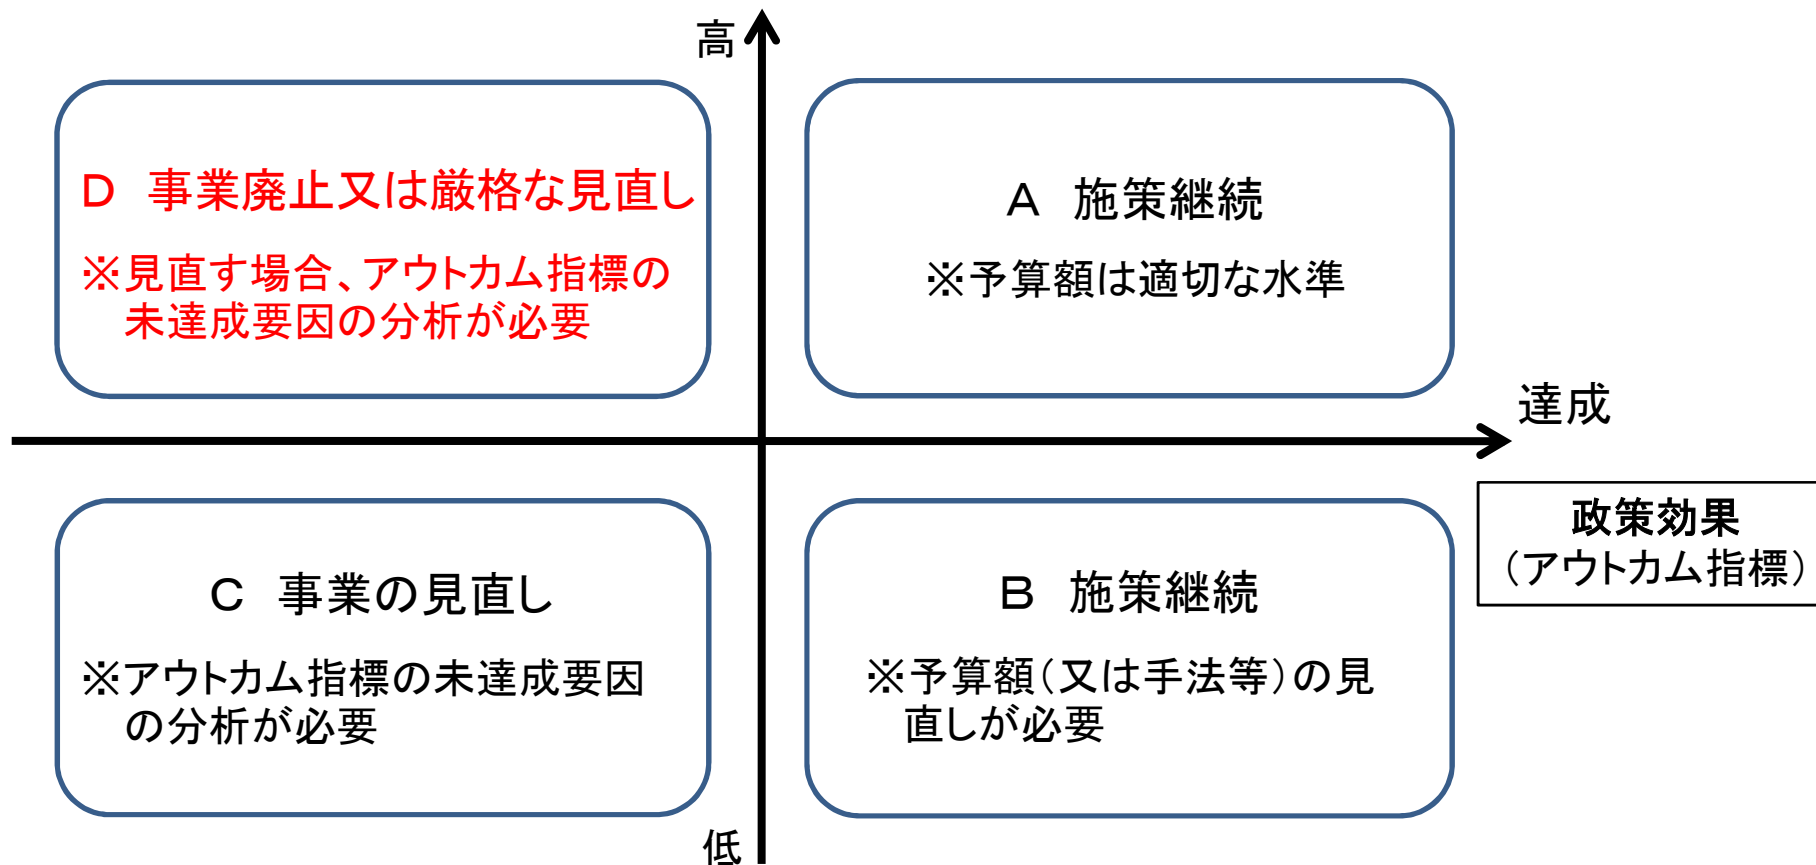 高
D 事業廃止又は厳格な見直し
※見直す場合、アウトカム指標の
未達成要因の分析が必要
A 施策継続
※予算額は適切な水準
達成
政策効果
(アウトカム指標)
C 事業の見直し
※アウトカム指標の未達成要因
の分析が必要
B 施策継続
※予算額(又は手法等)の見
直しが必要
低